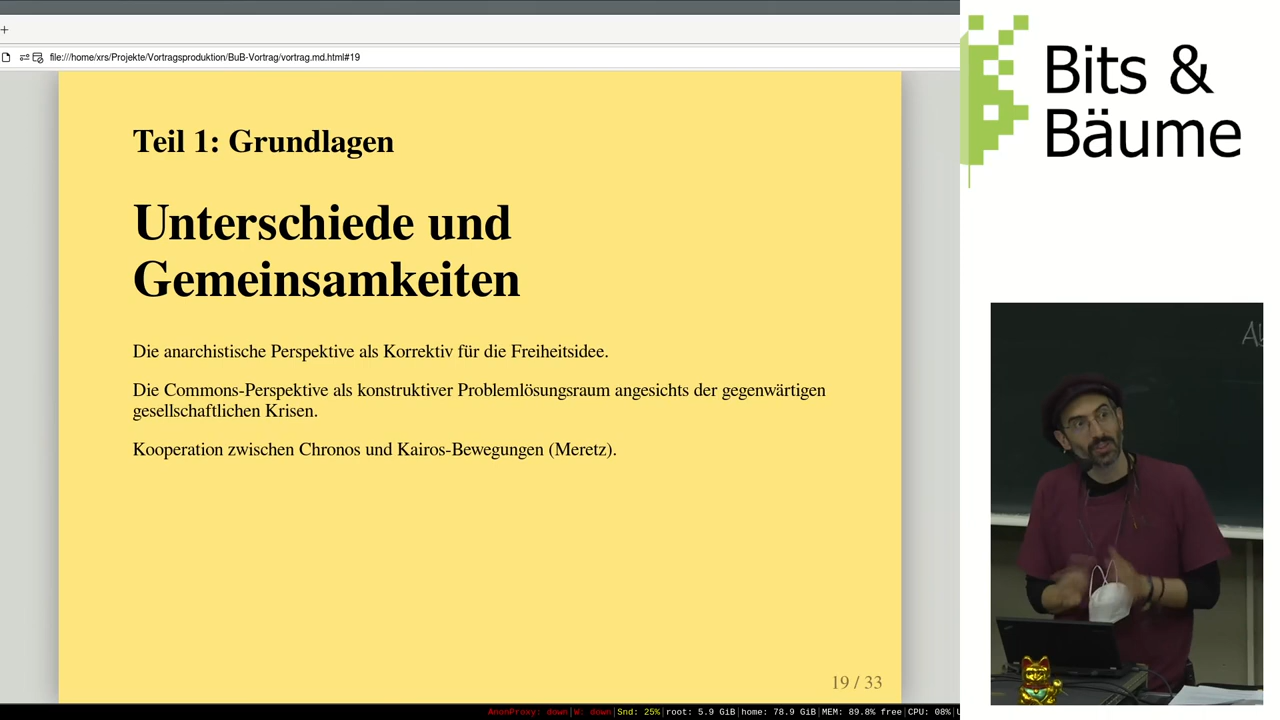 +
file:///home/xrs/Projekte/Vortragsproduktion/BuB-Vortrag/vortrag.md.html#19
Teil 1: Grundlagen
Unterschiede und
Gemeinsamkeiten
Die anarchistische Perspektive als Korrektiv für die Freiheitsidee.
Die Commons-Perspektive als konstruktiver Problemlösungsraum angesichts der gegenwärtigen
gesellschaftlichen Krisen.
Kooperation zwischen Chronos und Kairos-Bewegungen (Meretz).
19 / 33
AnonProxy: down|W: down|Snd: 25%|root: 5.9 GiB|home: 78.9 GiB|MEM: 89.8% free|CPU: 08%|
Bits &
Bäume